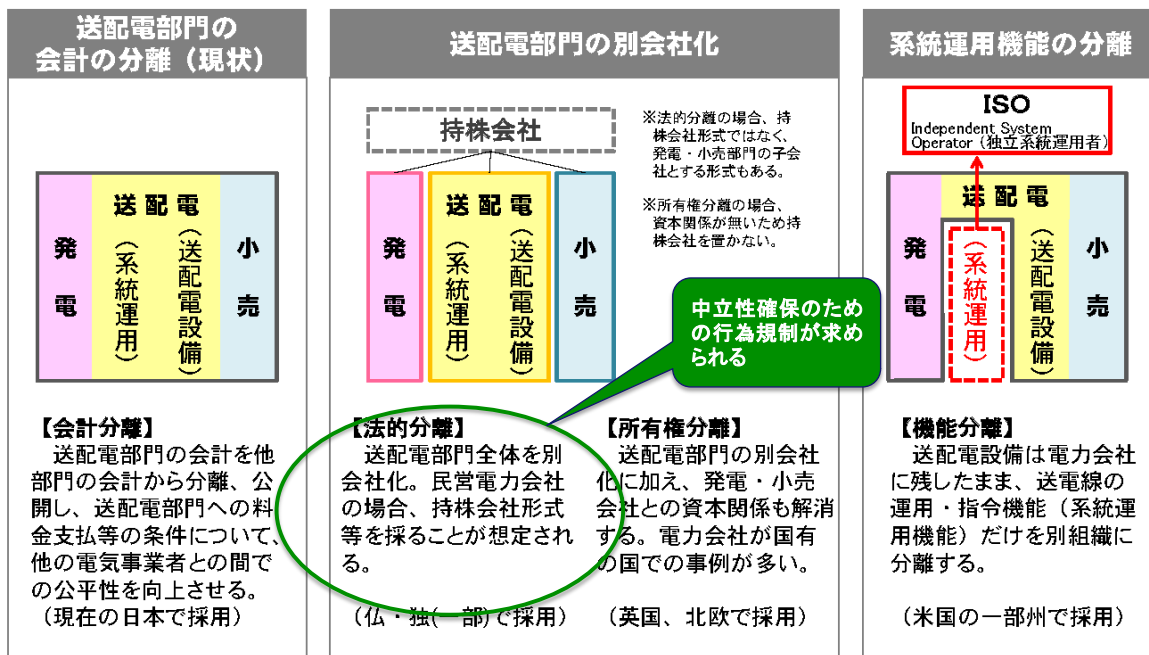 送配電部門の
会計の分離（現状）
発電
送配電
（系統運用）
（送配電設備）
小売
【会計分離】
送配電部門の会計を他
部門の会計から分離、公
開し、送配電部門への料
金支払等の条件について、
他の電気事業者との間で
の公平性を向上させる。
（現在の日本で採用）
送配電部門の別会社化
持株会社
※法的分離の場合、持
株会社形式ではなく、
発電・小売部門の子会
社とする形式もある。
※所有権分離の場合、
資本関係が無いため持
株会社を置かない。
発電
送配電
（系統運用）
（送配電設備）
小売
中立性確保のため
の行為規制が求め
られる
【法的分離】
送配電部門全体を別
会社化。民営電力会社
の場合、持株会社形式
等を採ることが想定され
る。
（仏・独(一部)で採用）
【所有権分離】
送配電部門の別会社
化に加え、発電・小売
会社との資本関係も解消
する。電力会社が国有
の国での事例が多い。
（英国、北欧で採用）
系統運用機能の分離
ISO
Independent System
Operator（独立系統運用者）
発電
送配電
（系統運用）
（送配電設備）
小売
【機能分離】
送配電設備は電力会社
に残したまま、送電線の
運用・指令機能（系統運
用機能）だけを別組織に
分離する。
（米国の一部州で採用）